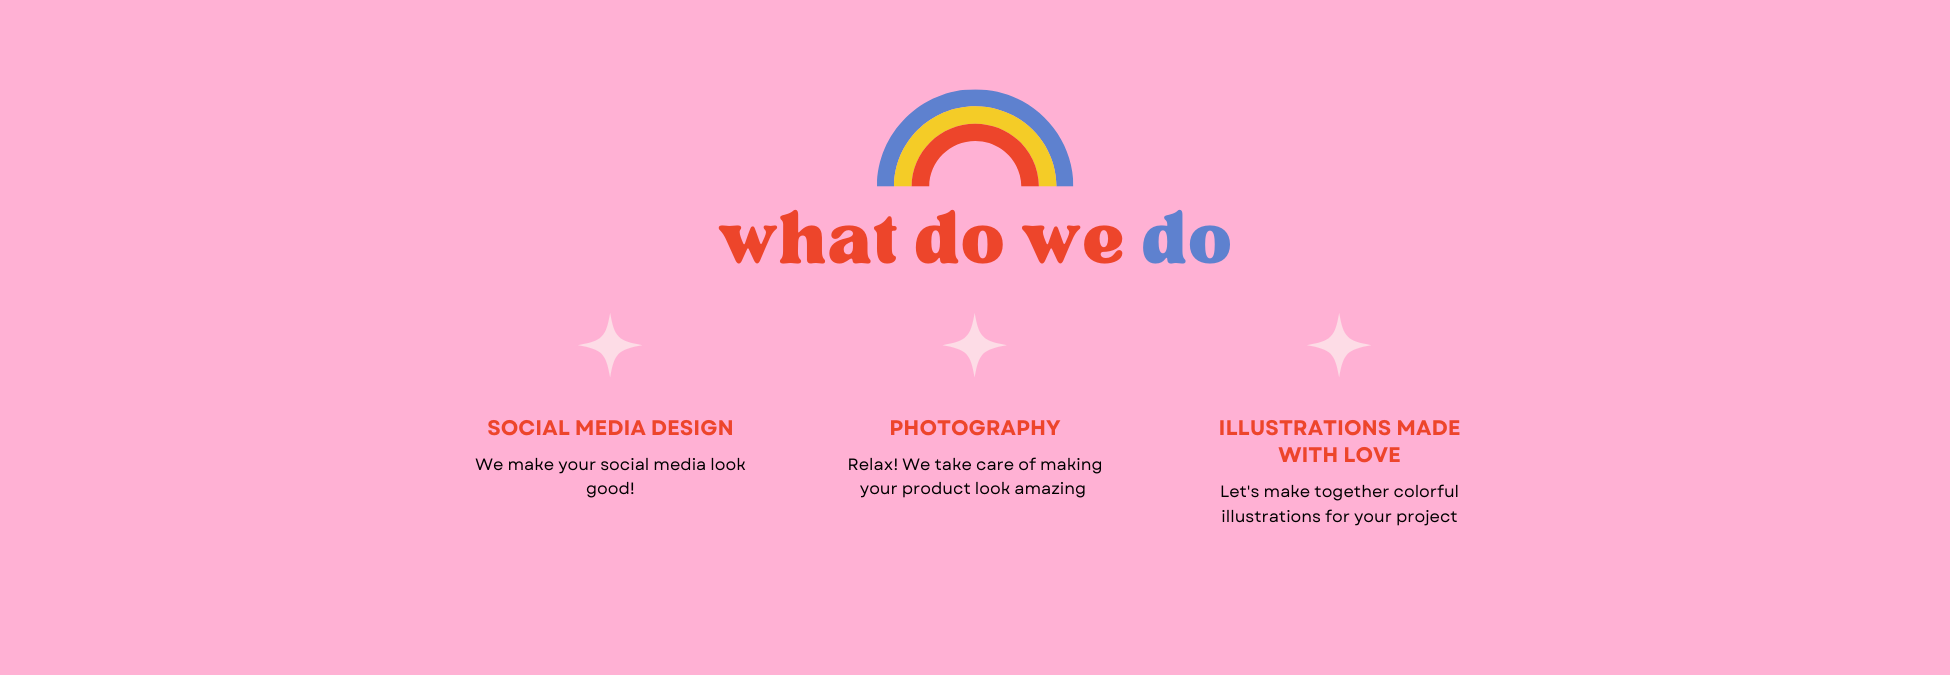 what do we do
SOCIAL MEDIA DESIGN
We make your social media look
good!
PHOTOGRAPHY
Relax! We take care of making
your product look amazing
ILLUSTRATIONS MADE
WITH LOVE
Let's make together colorful
illustrations for your project